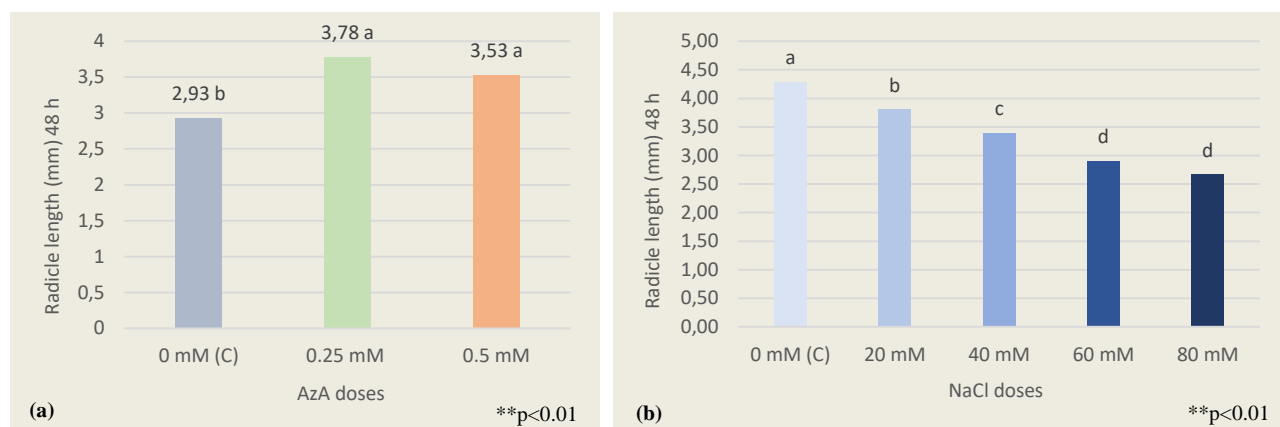 Radicle length (mm) 48 h
4
3,5
3
2,5
2
1,5
1
0,5
0
2,93 b
3,78 a
3,53 a
0 mM (C) 0.25 mM 0.5 mM
AzA doses
(a) **p<0.01
Radicle length (mm) 48 h
5,00
4,50
4,00
3,50
3,00
2,50
2,00
1,50
1,00
0,50
0,00
a
b
c
d
d
0 mM (C) 20 mM 40 mM 60 mM 80 mM
NaCl doses
(b) **p<0.01